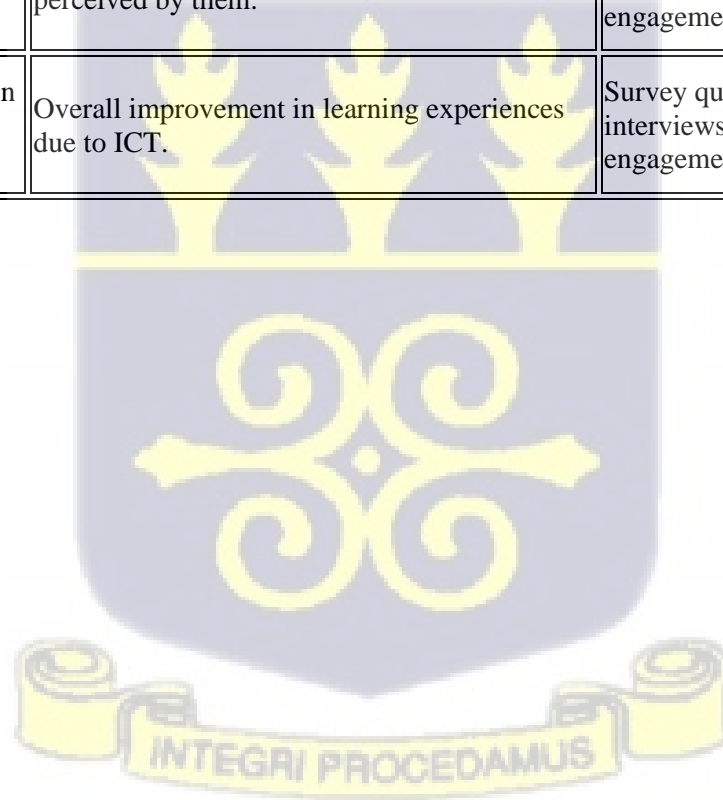 perceived by them.
engageme
n
Overall improvement in learning experiences
due to ICT.
Survey qu
interviews
engageme
INTEGRI PROCEDAMUS